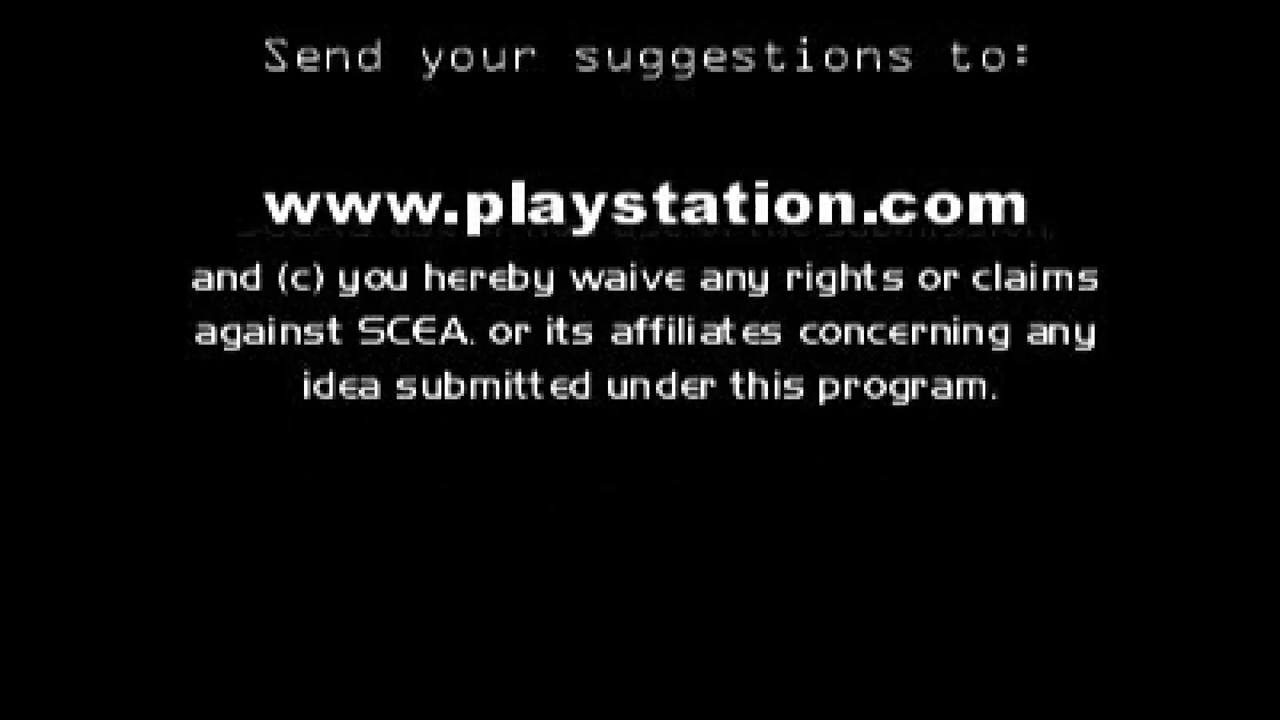 Send your suggestions to:
www.playstation.com
and (c) you hereby waive any rights or claims
against SCEA. or its affiliates concerning any
idea submitted under this program.